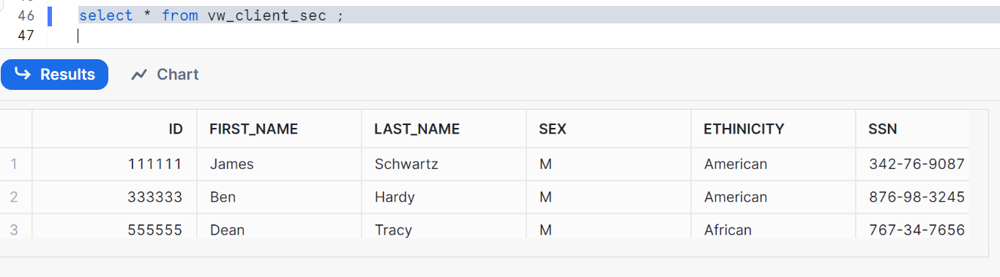 46 select * from vw_client_sec ;
47
Results Chart
ID FIRST_NAME LAST_NAME SEX ETHINICITY SSN
1 111111 James Schwartz M American 342-76-9087
2 333333 Ben Hardy M American 876-98-3245
3 555555 Dean Tracy M African 767-34-7656